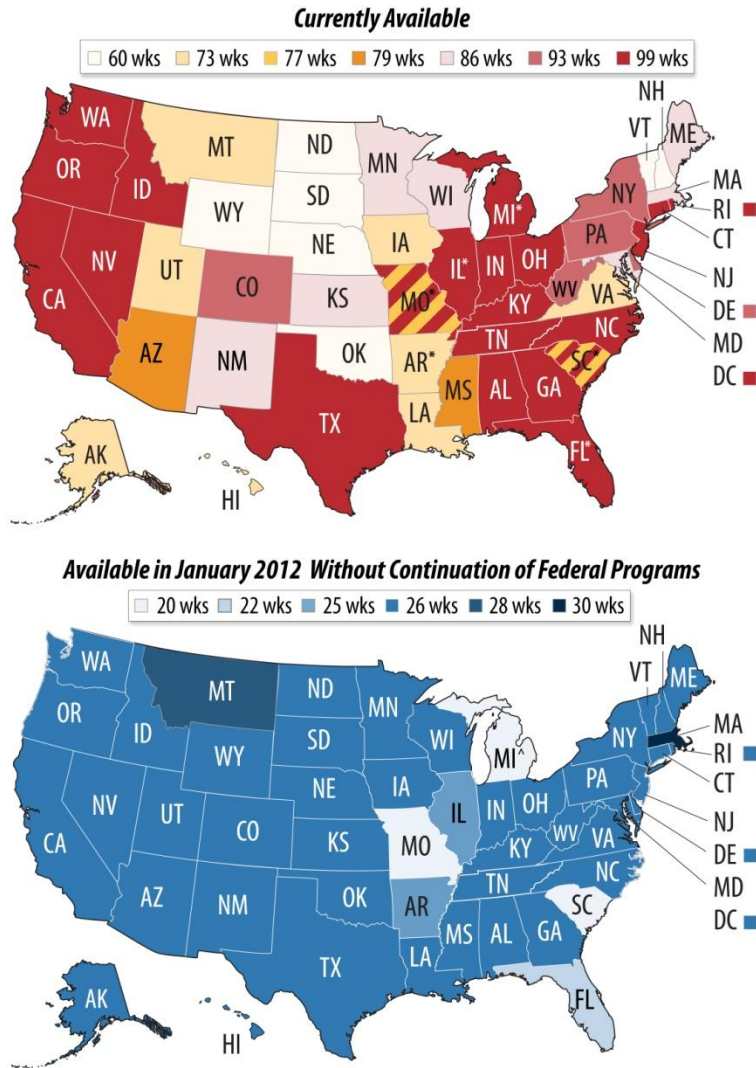 Currently Available
60 wks 73 wks 77 wks 79 wks 86 wks 93 wks 99 wks
NH
VT
WA
ME
MT
ND
MN
OR
MA
ID
SD
WI
NY
RI
MI*
WY
CT
IA
PA
NE
NJ
NV
IL*
IN
OH
UT
DE
CO
WV
VA
KS
MO*
KY
MD
CA
NC
TN
DC
AZ
OK
NM
AR*
SC*
MS
AL
GA
LA
TX
FL*
AK
HI
Available in January 2012 Without Continuation of Federal Programs
20 wks 22 wks 25 wks 26 wks 28 wks 30 wks
NH
VT
WA
ME
MT
ND
MN
OR
MA
ID
SD
WI
NY
RI
MI^
WY
CT
IA
PA
NE
NJ
NV
IL
IN
OH
UT
DE
CO
WV
VA
KS
MO
KY
MD
CA
NC
TN
DC
AZ
OK
NM
AR
SC
MS
AL
GA
LA
TX
FL
AK
HI